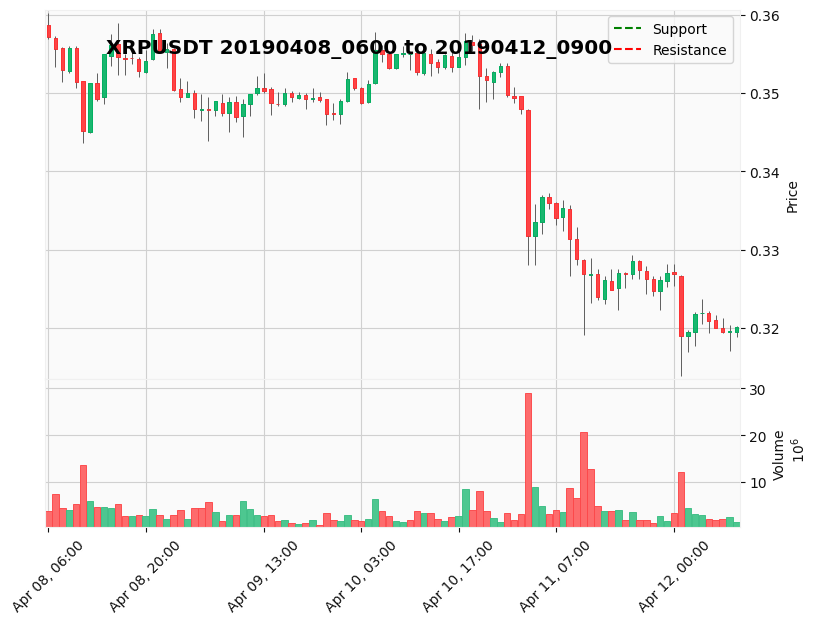 XRPUSDT 20190408_0600 to 20190412_0900
Support
Resistance
0.36
0.35
0.34
0.33
0.32
Price
30
20
10
Volume
10^6
Apr 08, 06:00
Apr 08, 20:00
Apr 09, 13:00
Apr 10, 03:00
Apr 10, 17:00
Apr 11, 07:00
Apr 12, 00:00